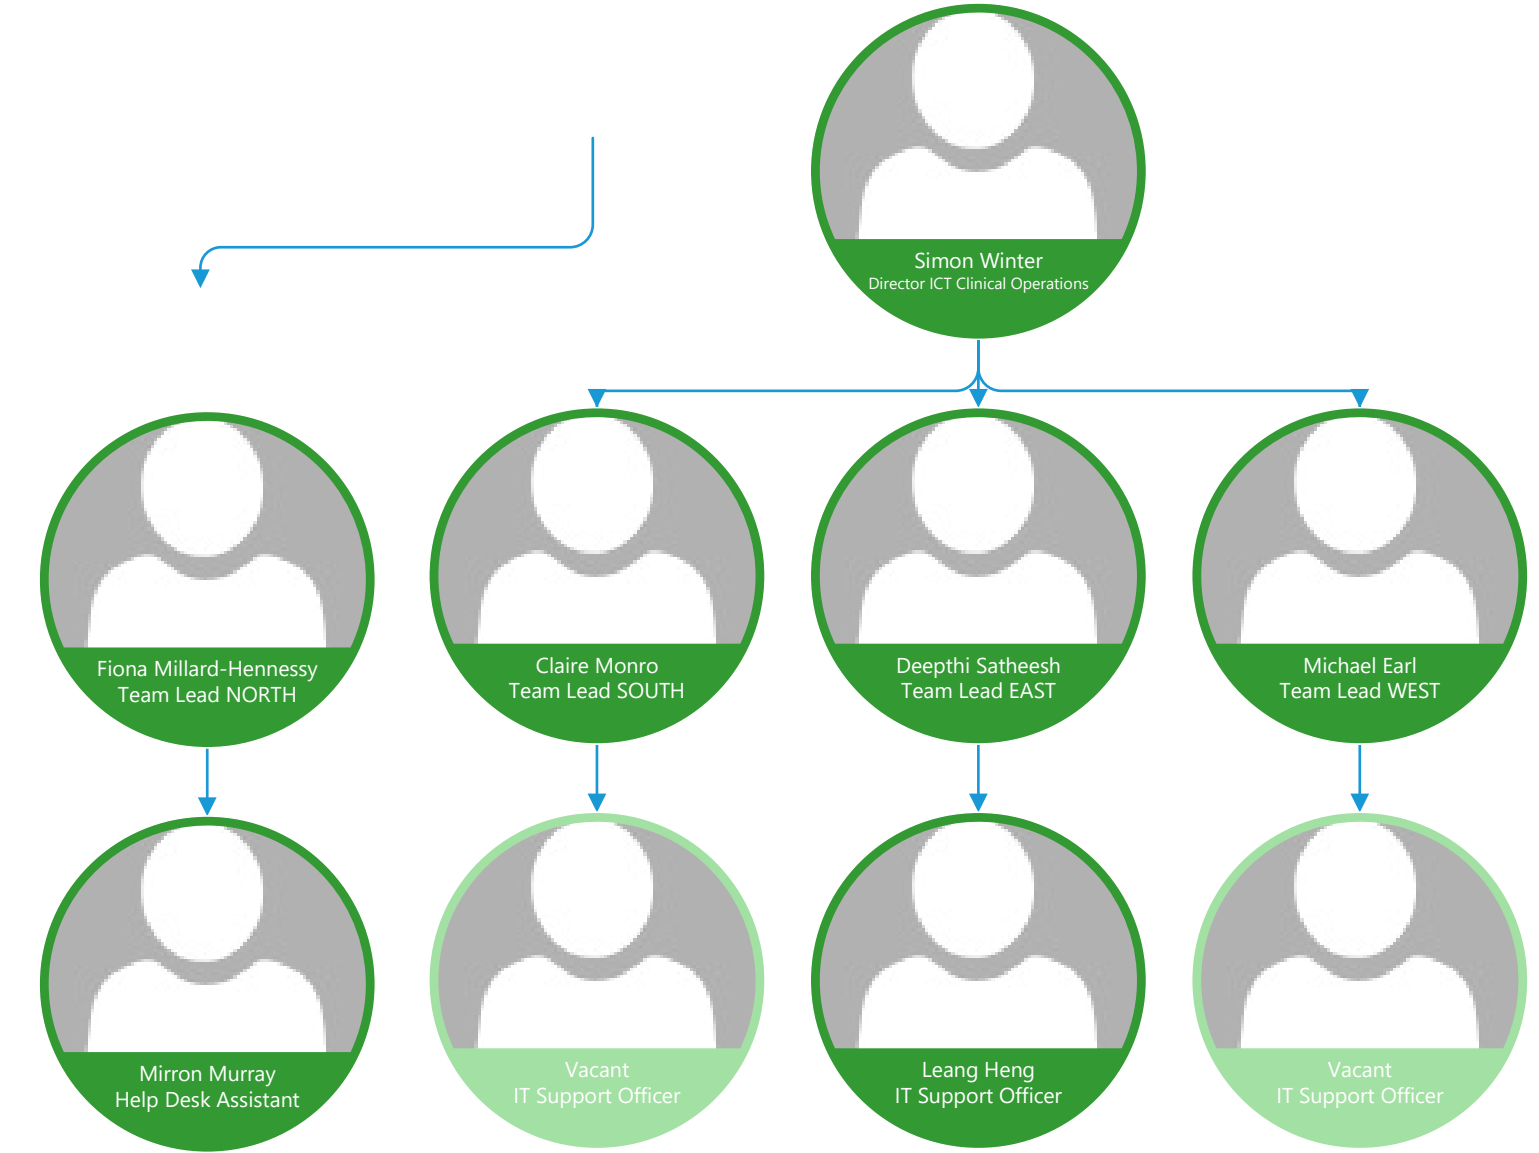 Simon Winter
Director ICT Clinical Operations
Fiona Millard-Hennessy
Team Lead NORTH
Claire Monro
Team Lead SOUTH
Deepthi Satheesh
Team Lead EAST
Michael Earl
Team Lead WEST
Mirron Murray
Help Desk Assistant
Vacant
IT Support Officer
Leang Heng
IT Support Officer
Vacant
IT Support Officer